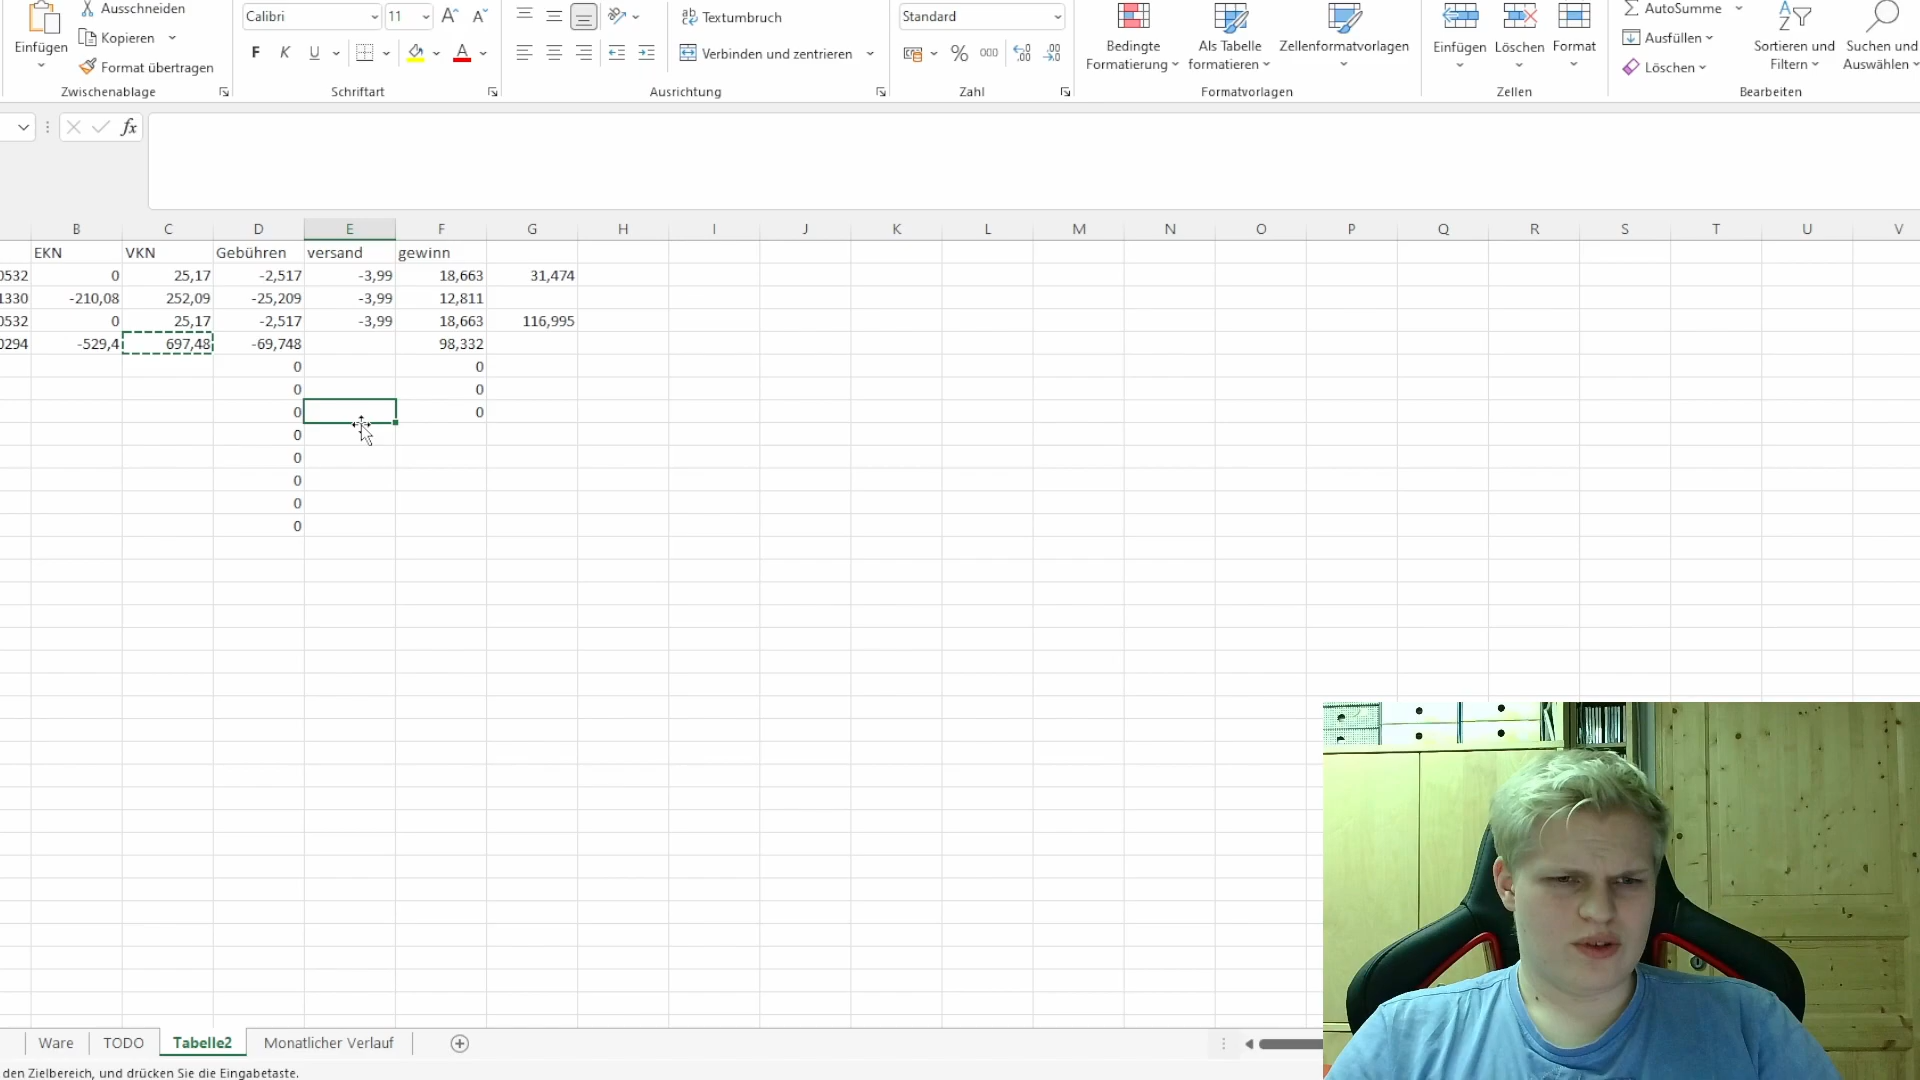 Ausschneiden
Kopieren
Format übertragen
Einfügen
Zwischenablage
Calibri
11
F K U
Schriftart
Textumbruch
Verbinden und zentrieren
Ausrichtung
Standard
% 000
Zahl
Bedingte Formatierung
Als Tabelle formatieren
Zellenformatvorlagen
Formatvorlagen
Einfügen
Löschen
Format
Zellen
AutoSumme
Ausfüllen
Löschen
Sortieren und Filtern
Suchen und Auswählen
Bearbeiten
fx
B C D E F G H I J K L M N O P Q R S T U V
EKN VKN Gebühren versand gewinn
0532 0 25,17 -2,517 -3,99 18,663 31,474
1330 -210,08 252,09 -25,209 -3,99 12,811
0532 0 25,17 -2,517 -3,99 18,663 116,995
0294 -529,4 697,48 -69,748 98,332
0 0
0 0
0 0
0
0
0
0
0
Ware TODO Tabelle2 Monatlicher Verlauf
den Zielbereich, und drücken Sie die Eingabetaste.